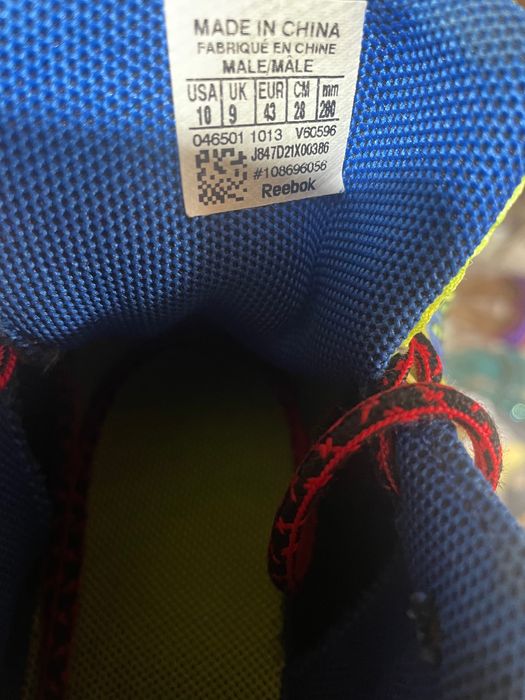 MADE IN CHINA
FABRIQUÉ EN CHINE
MALE/MÂLE
USA UK EUR CM mm
10 9 43 28 280
046501 1013 V60596
J847D21X00386
#108696056
Reebok